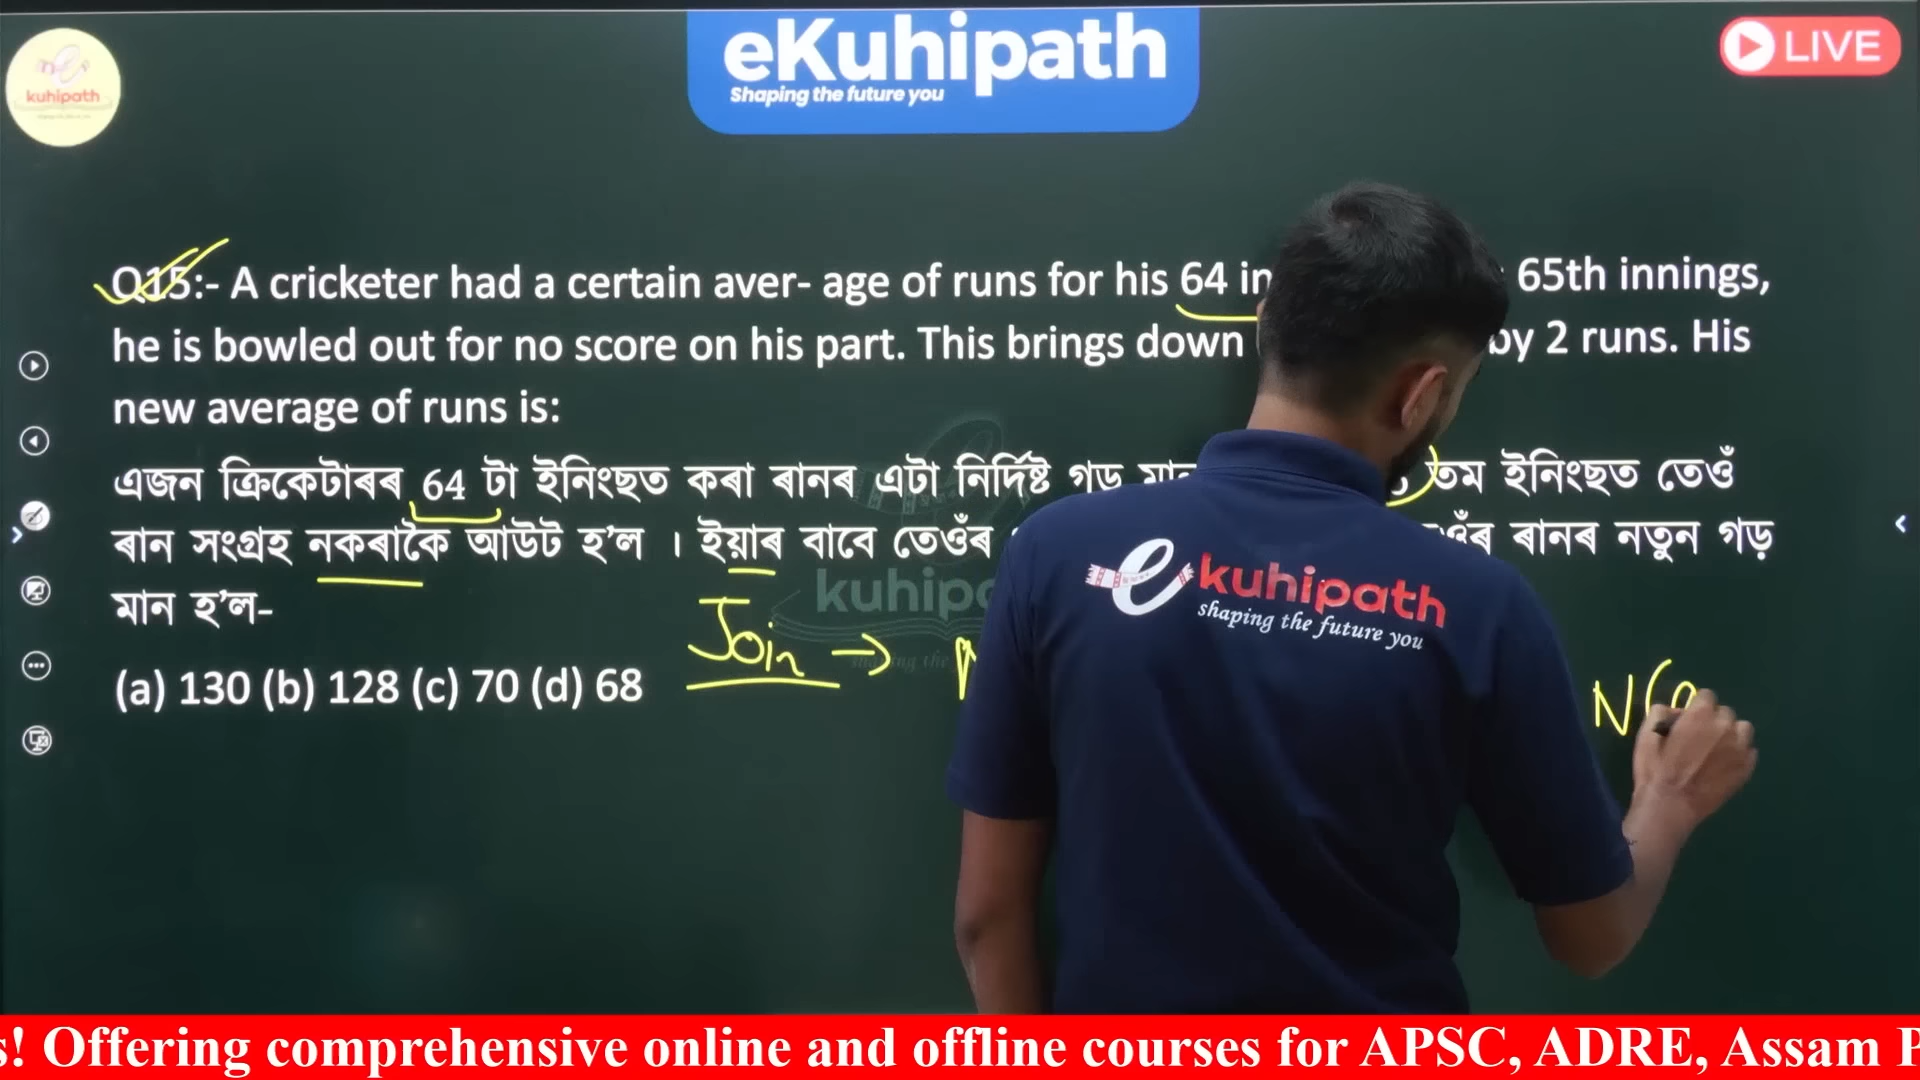 eKuhipath
Shaping the future you
LIVE
kuhipath
Q15:- A cricketer had a certain aver- age of runs for his 64 in 65th innings,
he is bowled out for no score on his part. This brings down by 2 runs. His
new average of runs is:
এজন ক্ৰিকেটাৰৰ 64 টা ইনিংছত কৰা ৰানৰ এটা নিৰ্দিষ্ট গড় তম ইনিংছত তেওঁ
ৰান সংগ্ৰহ নকৰাকৈ আউট হ’ল । ইয়াৰ বাবে তেওঁৰ ৰানৰ নতুন গড়
মান হ’ল-
(a) 130 (b) 128 (c) 70 (d) 68
Join →
N(
kuhipath
shaping the future you
s! Offering comprehensive online and offline courses for APSC, ADRE, Assam P